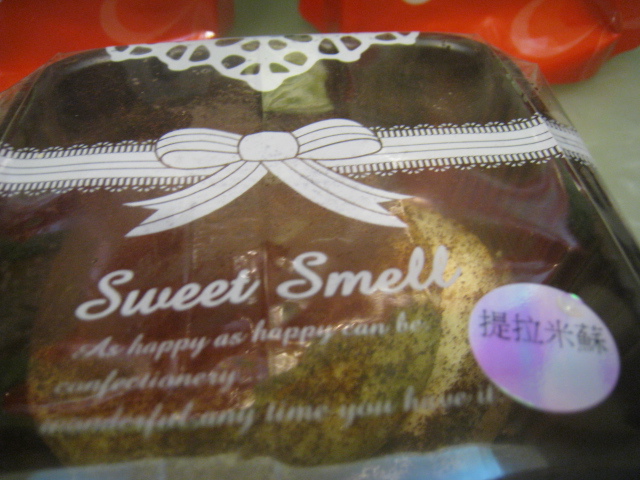 Sweet Smell
As happy as happy can be.
confectionery
wonderful any time you have it
提拉米蘇